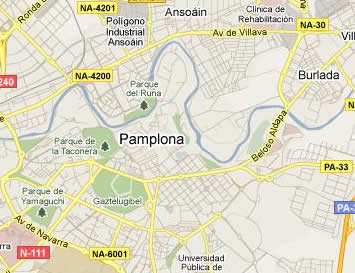 Ronda
NA-4201
Ansoáin
Clínica de
Rehabilitación
Polígono
Industrial
Ansoáin
Av de Villava
NA-30
240
NA-4200
Burlada
Parque
del Runa
Parque de
la Taconera
Pamplona
Beloso Aldapa
PA-33
Parque de
Yamaguchi
Gaztelugibel
PA-
Av de Navarra
N-111
NA-6001
Universidad
Pública de